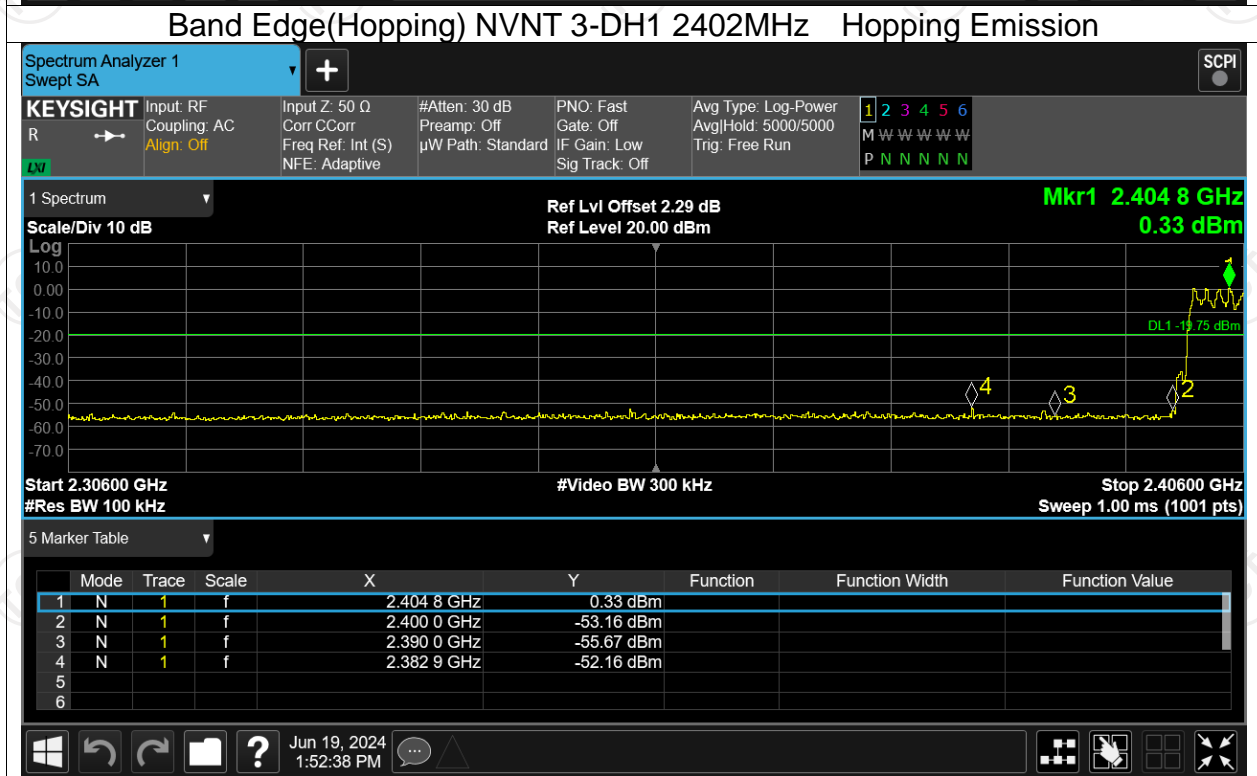 Band Edge(Hopping) NVNT 3-DH1 2402MHz Hopping Emission
Spectrum Analyzer 1
Swept SA
SCPI
KEYSIGHT
R
LXI
Input: RF
Coupling: AC
Align: Off
Input Z: 50 Ω
Corr CCorr
Freq Ref: Int (S)
NFE: Adaptive
#Atten: 30 dB
Preamp: Off
µW Path: Standard
PNO: Fast
Gate: Off
IF Gain: Low
Sig Track: Off
Avg Type: Log-Power
Avg|Hold: 5000/5000
Trig: Free Run
1 2 3 4 5 6
M W W W W W
P N N N N N
1 Spectrum
Scale/Div 10 dB
Ref Lvl Offset 2.29 dB
Ref Level 20.00 dBm
Mkr1 2.404 8 GHz
0.33 dBm
Log
10.0
0.00
-10.0
-20.0
-30.0
-40.0
-50.0
-60.0
-70.0
1
DL1 -19.75 dBm
4
3
2
Start 2.30600 GHz
#Video BW 300 kHz
Stop 2.40600 GHz
#Res BW 100 kHz
Sweep 1.00 ms (1001 pts)
5 Marker Table
Mode Trace Scale X Y Function Function Width Function Value
1 N 1 f 2.404 8 GHz 0.33 dBm
2 N 1 f 2.400 0 GHz -53.16 dBm
3 N 1 f 2.390 0 GHz -55.67 dBm
4 N 1 f 2.382 9 GHz -52.16 dBm
5
6
?
Jun 19, 2024
1:52:38 PM